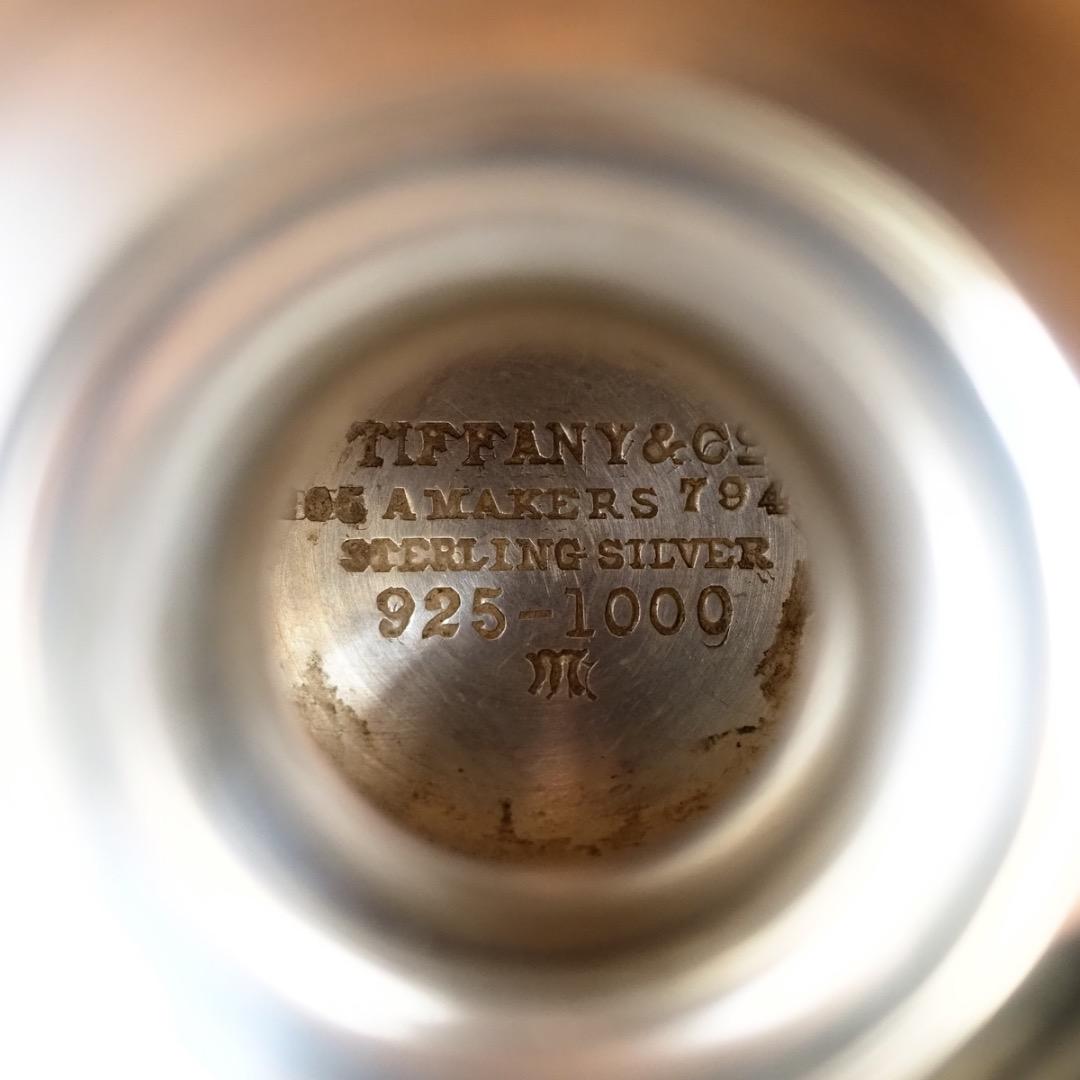 TIFFANY & Co
A MAKERS 794
STERLING SILVER
925-1000
M